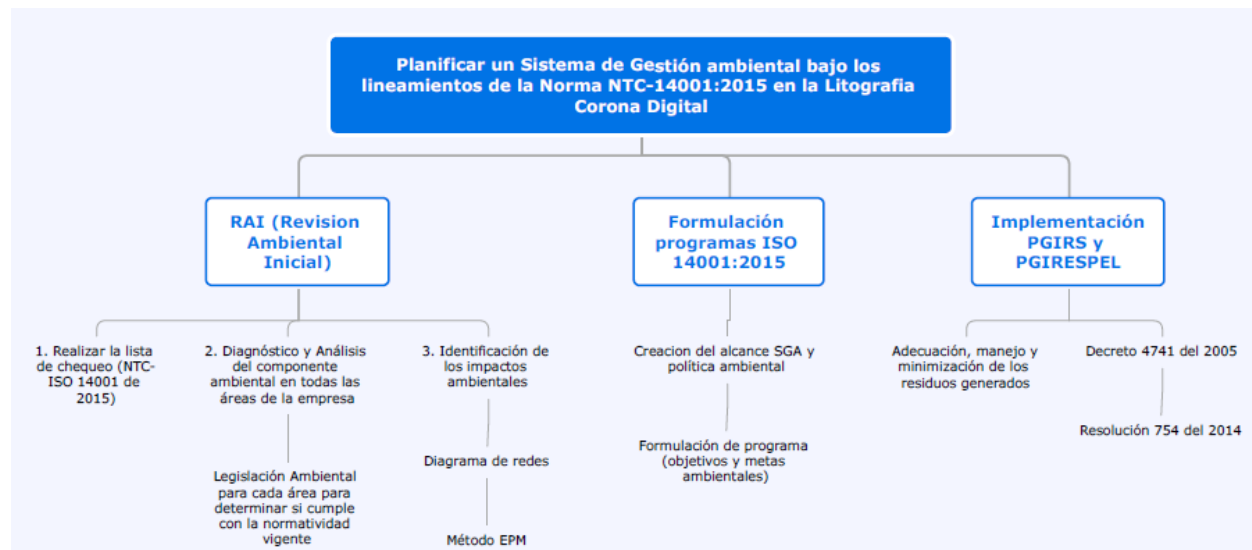 Planificar un Sistema de Gestión ambiental bajo los
lineamientos de la Norma NTC-14001:2015 en la Litografia
Corona Digital
RAI (Revision
Ambiental
Inicial)
Formulación
programas ISO
14001:2015
Implementación
PGIRS y
PGIRESPEL
1. Realizar la lista
de chequeo (NTC-
ISO 14001 de
2015)
2. Diagnóstico y Análisis
del componente
ambiental en todas las
áreas de la empresa
3. Identificación de
los impactos
ambientales
Creacion del alcance SGA y
política ambiental
Adecuación, manejo y
minimización de los
residuos generados
Decreto 4741 del 2005
Resolución 754 del 2014
Legislación Ambiental
para cada área para
determinar si cumple
con la normatividad
vigente
Diagrama de redes
Método EPM
Formulación de programa
(objetivos y metas
ambientales)